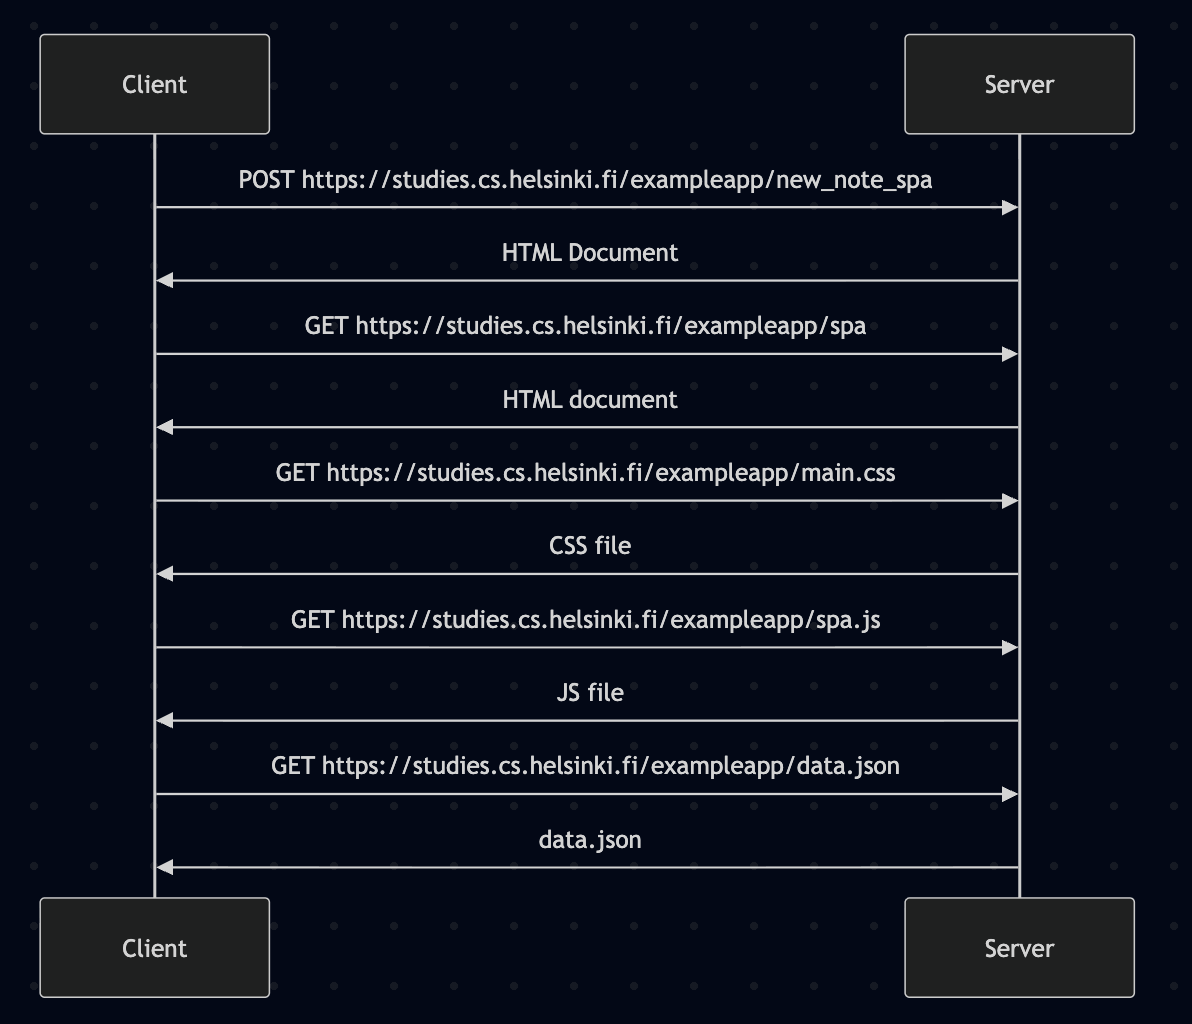 Client
Server
POST https://studies.cs.helsinki.fi/exampleapp/new_note_spa
HTML Document
GET https://studies.cs.helsinki.fi/exampleapp/spa
HTML document
GET https://studies.cs.helsinki.fi/exampleapp/main.css
CSS file
GET https://studies.cs.helsinki.fi/exampleapp/spa.js
JS file
GET https://studies.cs.helsinki.fi/exampleapp/data.json
data.json
Client
Server